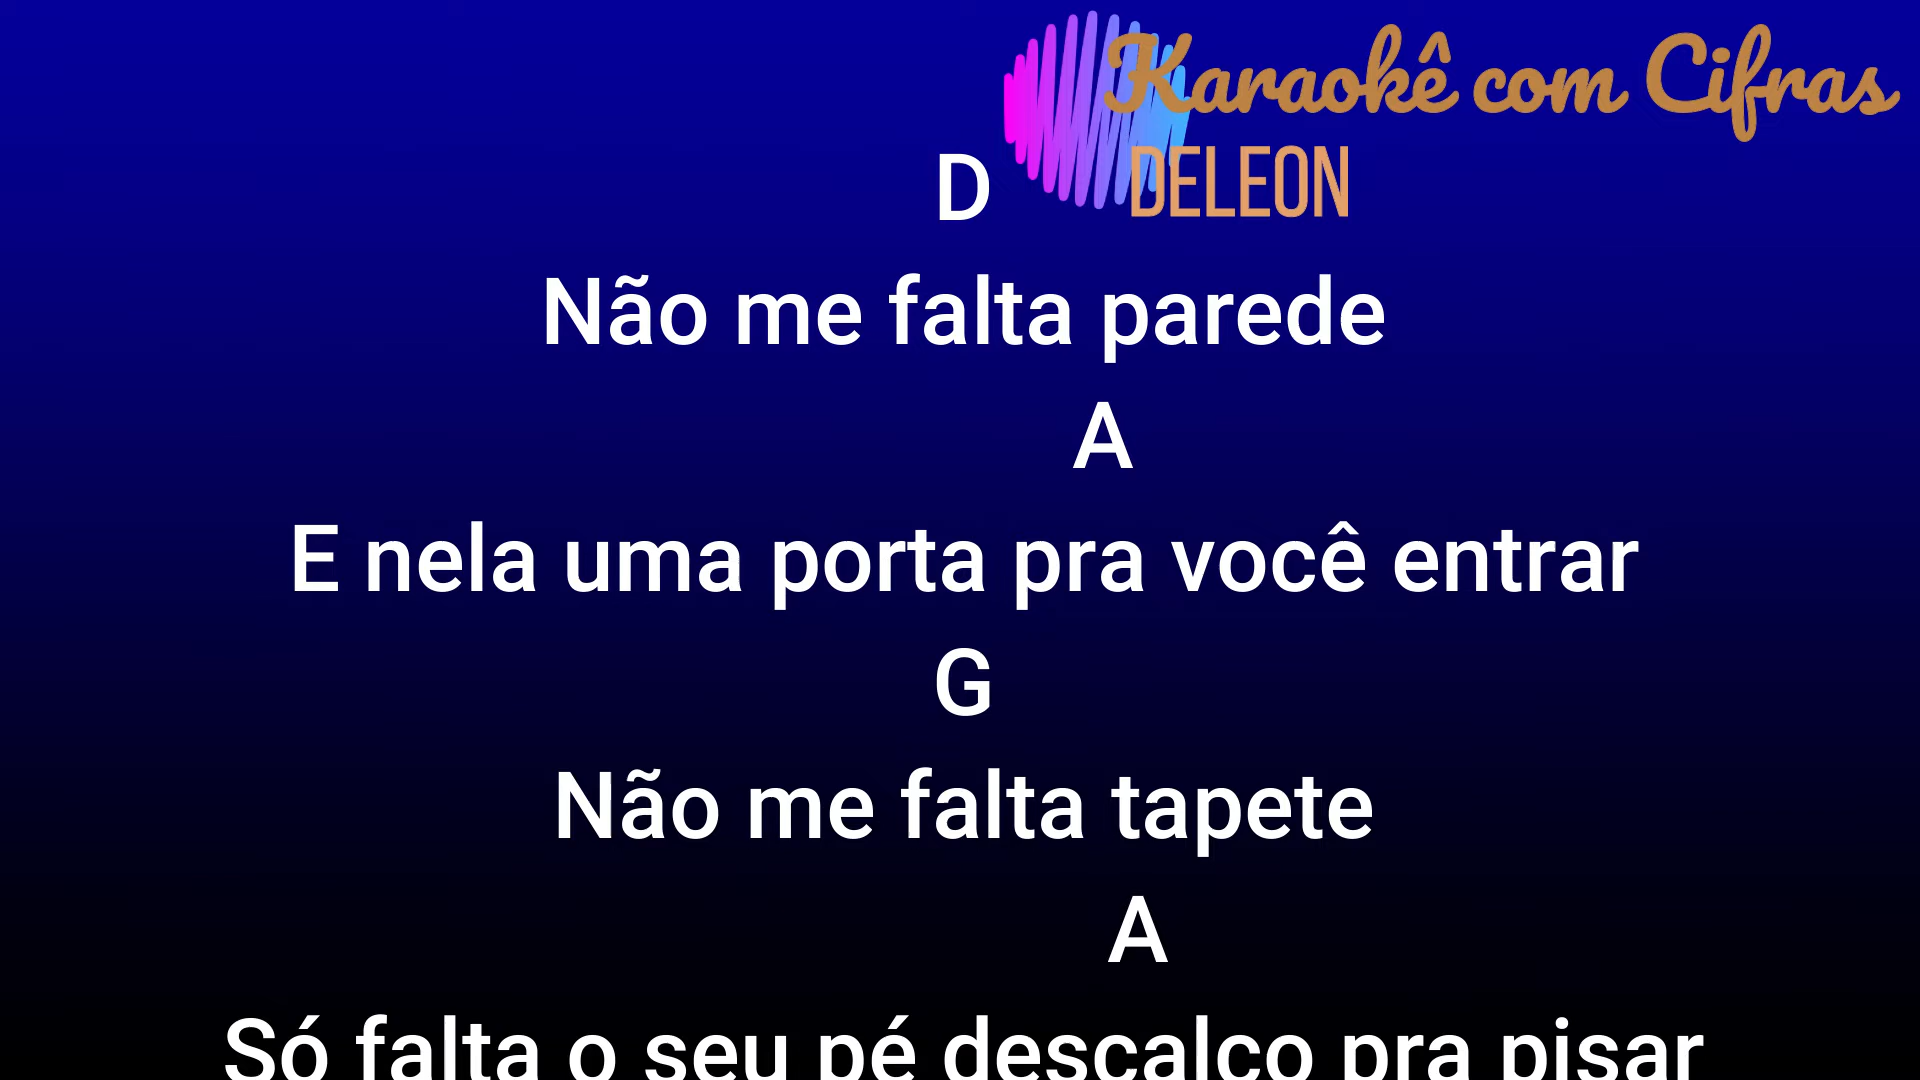 Karaokê com Cifras
DELEON
D
Não me falta parede
A
E nela uma porta pra você entrar
G
Não me falta tapete
A
Só falta o seu pé descalço pra pisar